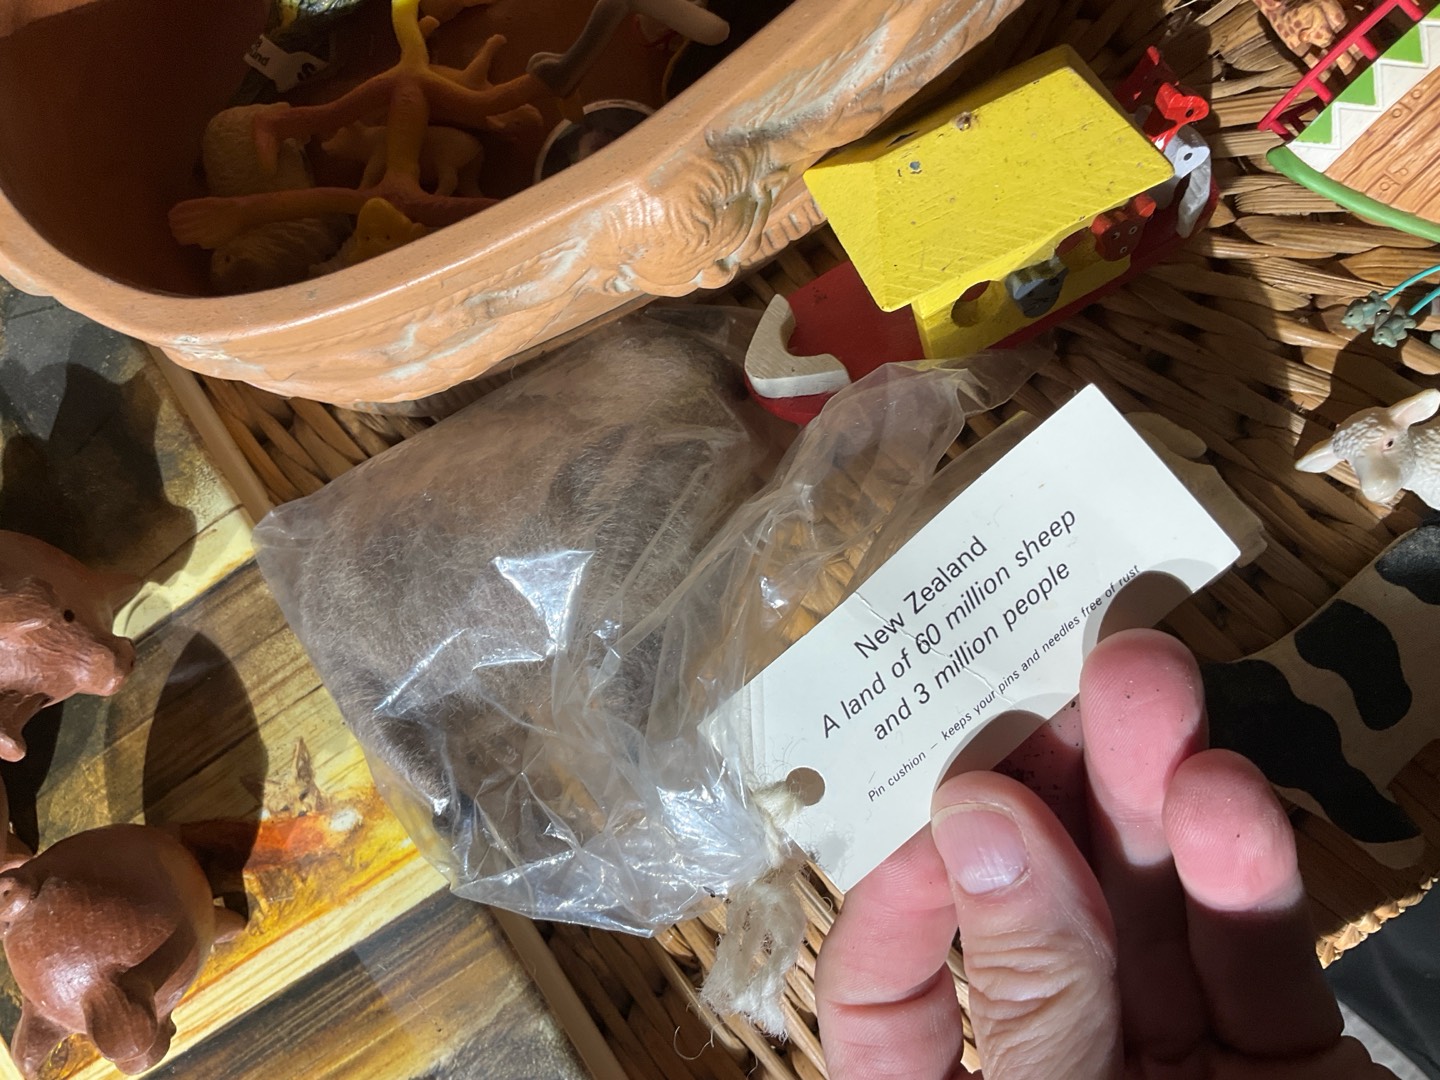 New Zealand
A land of 60 million sheep
and 3 million people
Pin cushion – keeps your pins and needles free of rust